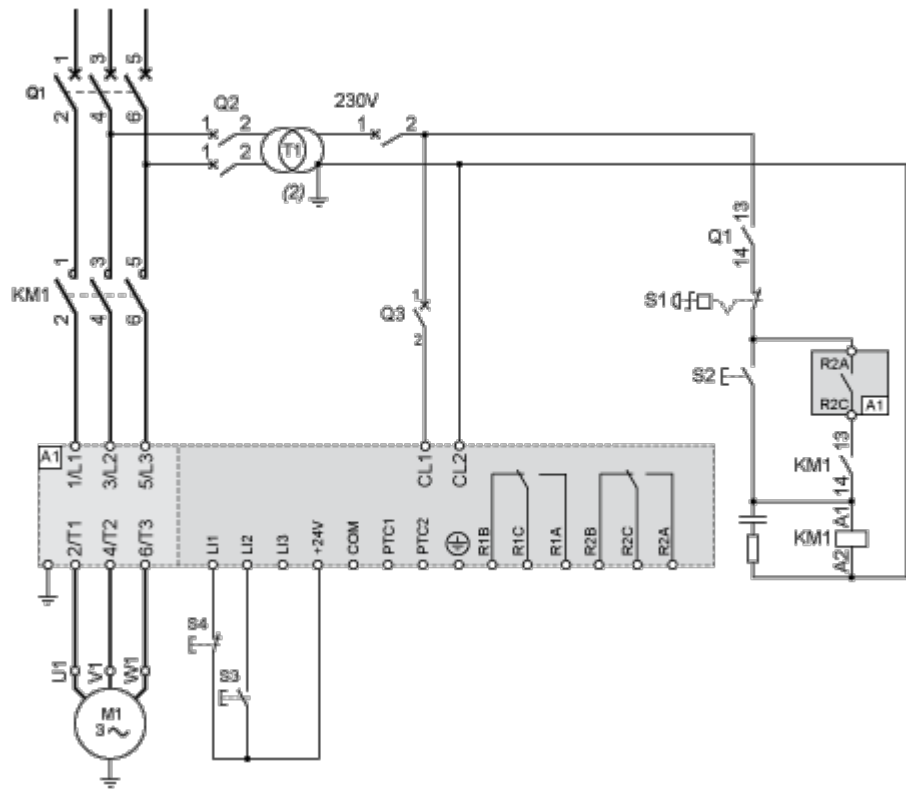 1 3 5
Q1
2 4 6
Q2
230V
1 2
1 2
T1
1 2
(2)
13
Q1
14
1 3 5
KM1
2 4 6
S1
1
Q3
2
S2
R2A
R2C
A1
13
KM1
14
A1
KM1
A2
A1
1/L1 3/L2 5/L3
CL1 CL2
2/T1 4/T2 6/T3
LI1 LI2 LI3 +24V COM PTC1 PTC2 R1B R1C R1A R2B R2C R2A
S4
S3
U1 V1 W1
M1
3